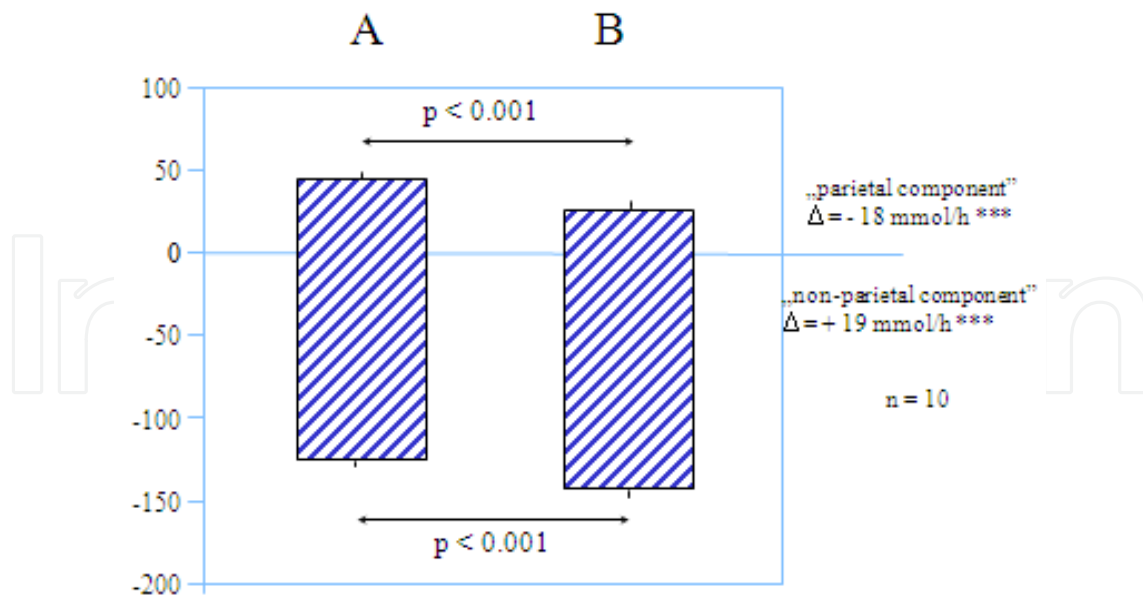 A B
100
p < 0.001
50
„parietal component”
Δ = - 18 mmol/h ***
0
„non-parietal component”
Δ = + 19 mmol/h ***
-50
n = 10
-100
-150
p < 0.001
-200